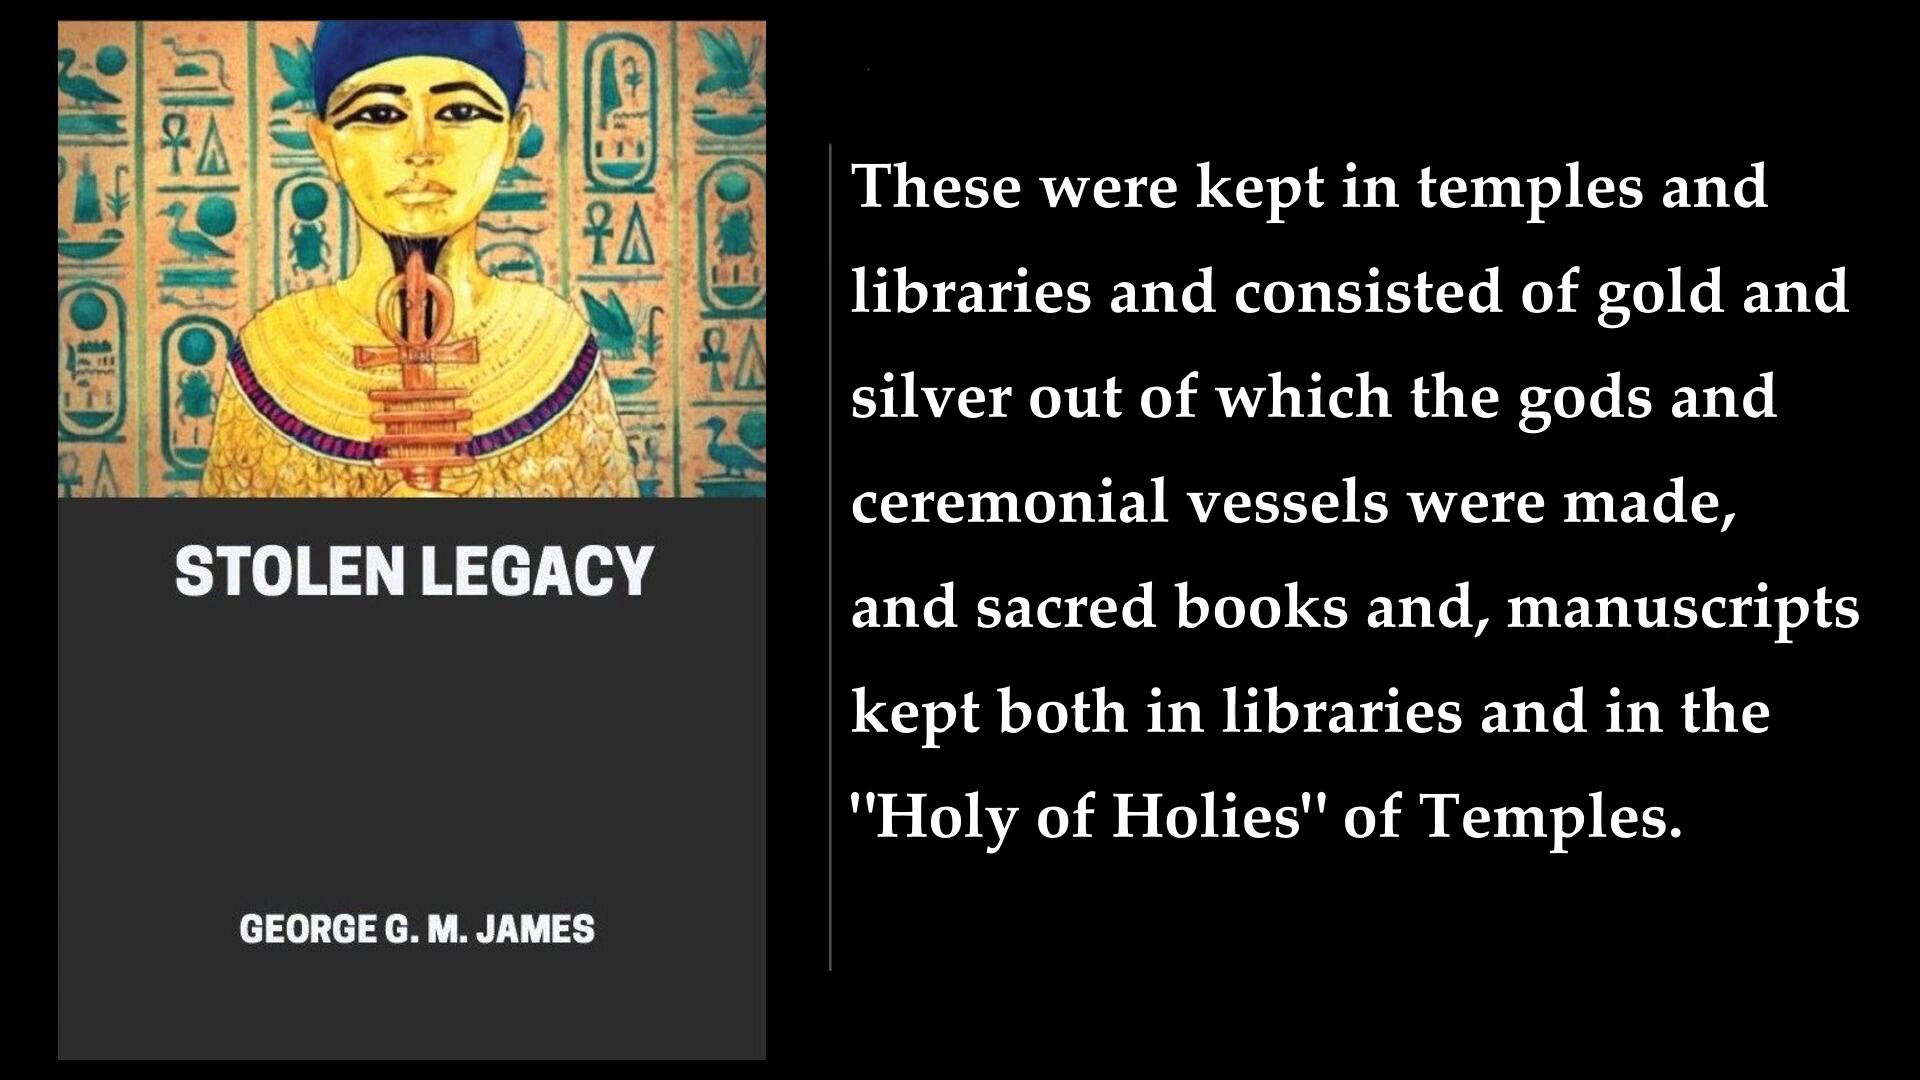 STOLEN LEGACY
GEORGE G. M. JAMES
These were kept in temples and
libraries and consisted of gold and
silver out of which the gods and
ceremonial vessels were made,
and sacred books and, manuscripts
kept both in libraries and in the
"Holy of Holies" of Temples.